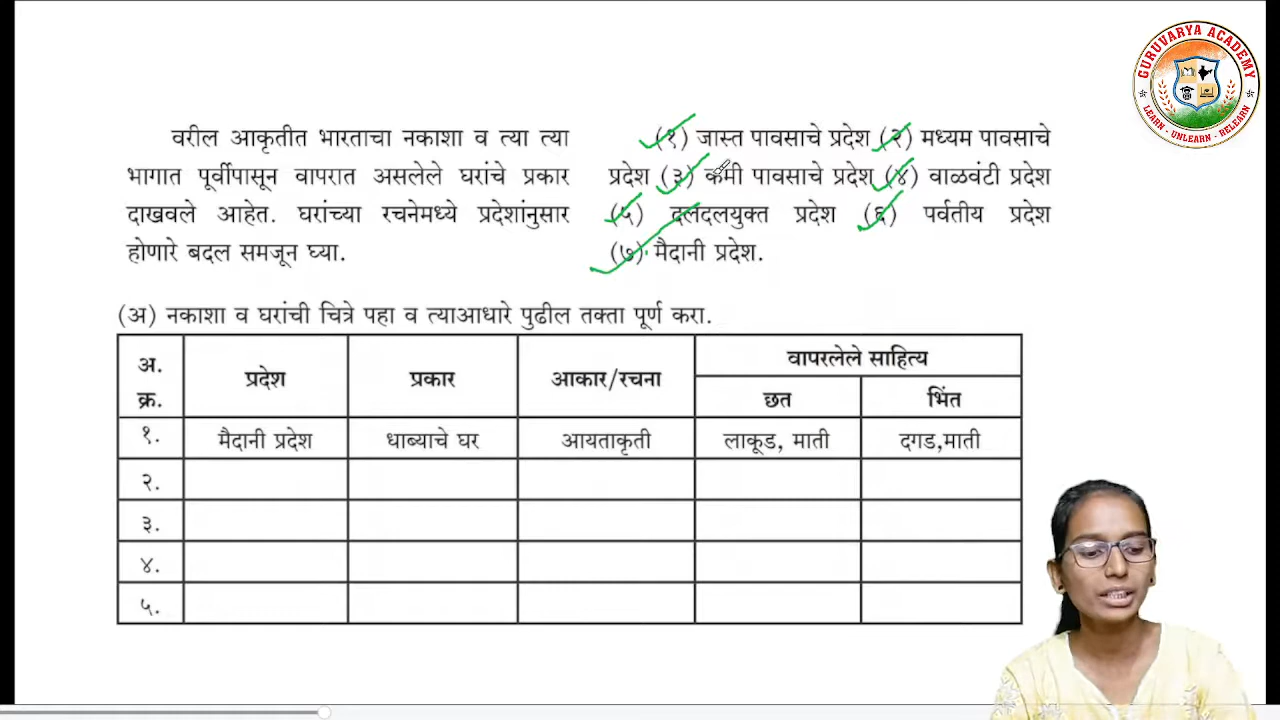 GURUVARYA ACADEMY
LEARN - UNLEARN - RELEARN
वरील आकृतीत भारताचा नकाशा व त्या त्या
भागात पूर्वीपासून वापरात असलेले घरांचे प्रकार
दाखवले आहेत. घरांच्या रचनेमध्ये प्रदेशांनुसार
होणारे बदल समजून घ्या.
(१) जास्त पावसाचे प्रदेश (२) मध्यम पावसाचे
प्रदेश (३) कमी पावसाचे प्रदेश (४) वाळवंटी प्रदेश
(५) दलदलयुक्त प्रदेश (६) पर्वतीय प्रदेश
(७) मैदानी प्रदेश.
(अ) नकाशा व घरांची चित्रे पहा व त्याआधारे पुढील तक्ता पूर्ण करा.
अ. क्र. प्रदेश प्रकार आकार/रचना वापरलेले साहित्य
छत भिंत
१. मैदानी प्रदेश धाब्याचे घर आयताकृती लाकूड, माती दगड,माती
२.
३.
४.
५.